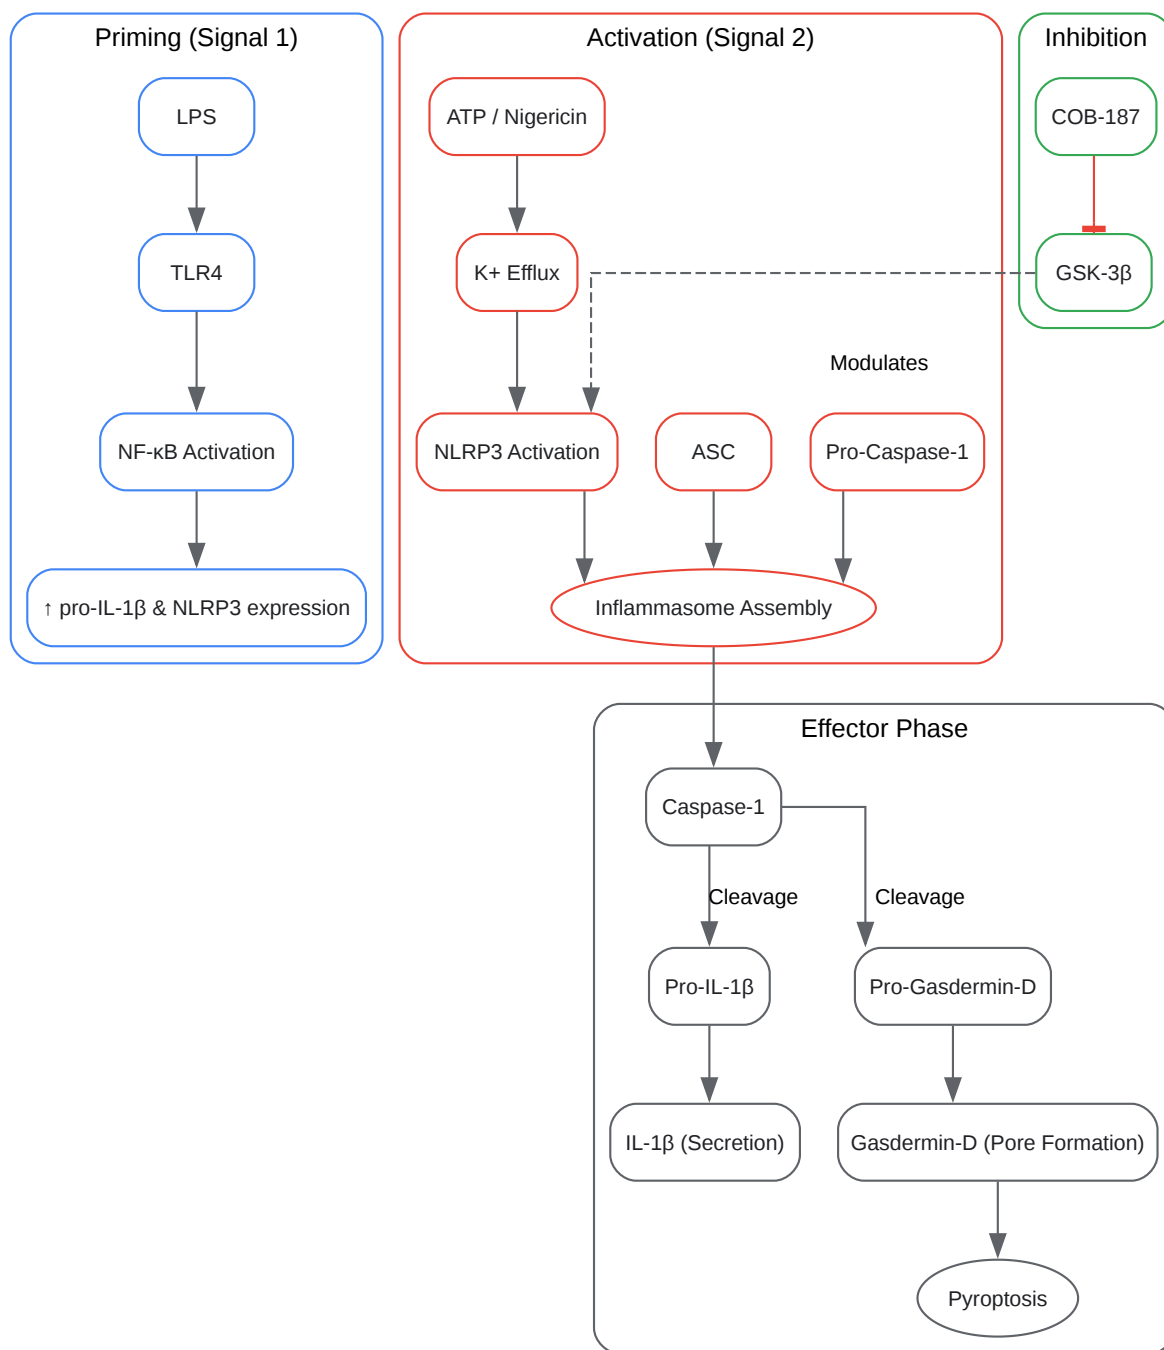 Priming (Signal 1)
LPS
TLR4
NF-κB Activation
↑ pro-IL-1β & NLRP3 expression
Activation (Signal 2)
ATP / Nigericin
K+ Efflux
NLRP3 Activation
ASC
Pro-Caspase-1
Inflammasome Assembly
Inhibition
COB-187
GSK-3β
Modulates
Effector Phase
Caspase-1
Cleavage
Cleavage
Pro-IL-1β
Pro-Gasdermin-D
IL-1β (Secretion)
Gasdermin-D (Pore Formation)
Pyroptosis